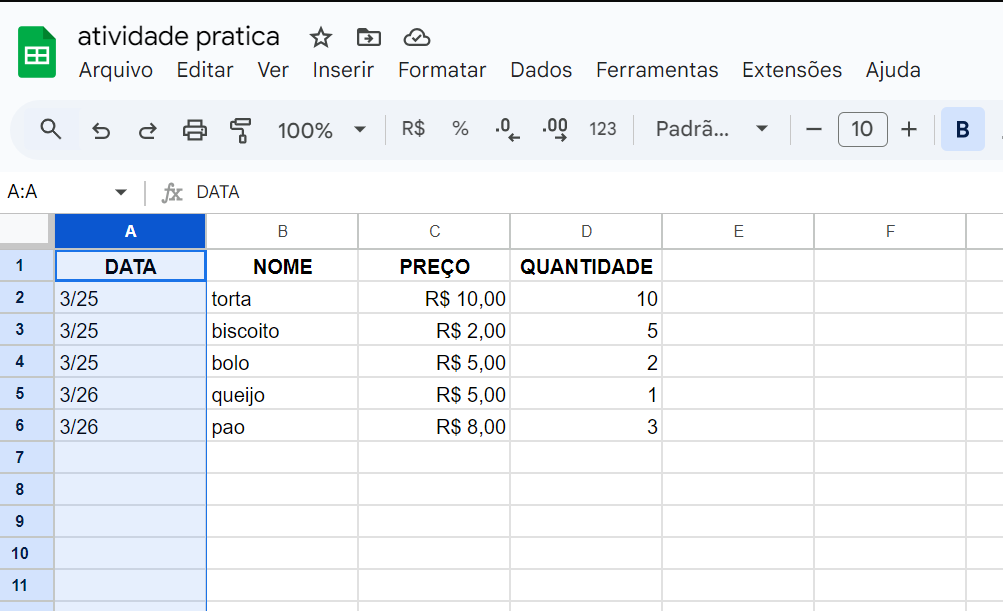 atividade pratica
Arquivo Editar Ver Inserir Formatar Dados Ferramentas Extensões Ajuda
100% R$ % .0 .00 123 Padrã... 10 B
A:A fx DATA
A B C D E F
1 DATA NOME PREÇO QUANTIDADE
2 3/25 torta R$ 10,00 10
3 3/25 biscoito R$ 2,00 5
4 3/25 bolo R$ 5,00 2
5 3/26 queijo R$ 5,00 1
6 3/26 pao R$ 8,00 3
7
8
9
10
11